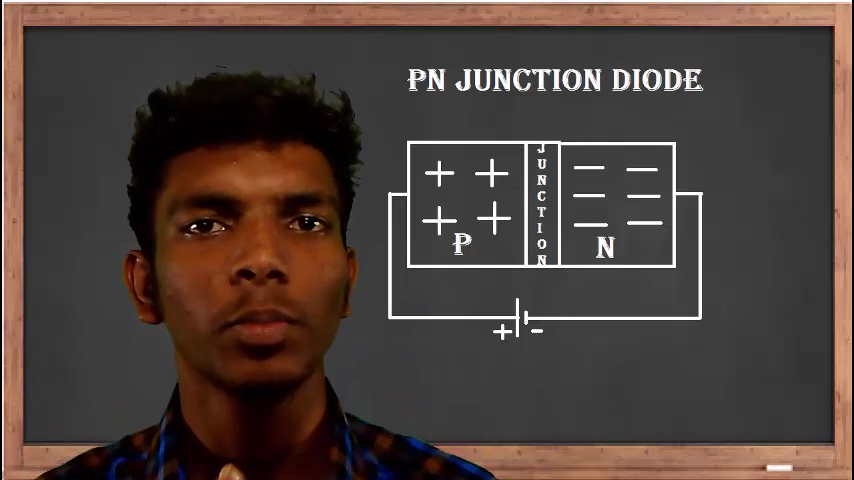 PN JUNCTION DIODE
JUNCTION
+ +
+ +
P
N
+ -